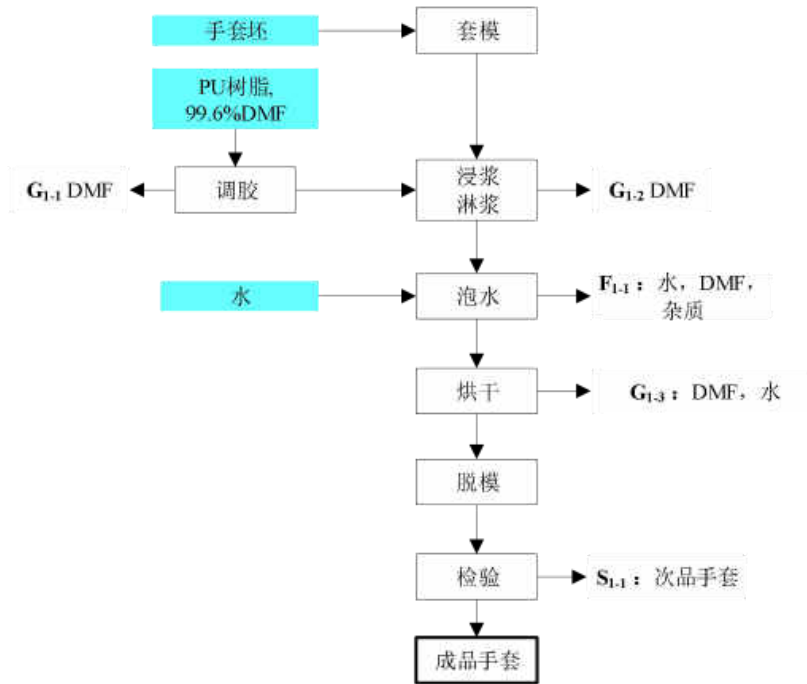 手套坯
套模
PU树脂,
99.6%DMF
G1-1 DMF
调胶
浸浆
淋浆
G1-2 DMF
水
泡水
F1-1：水，DMF，
杂质
烘干
G1-3：DMF，水
脱模
检验
S1-1：次品手套
成品手套